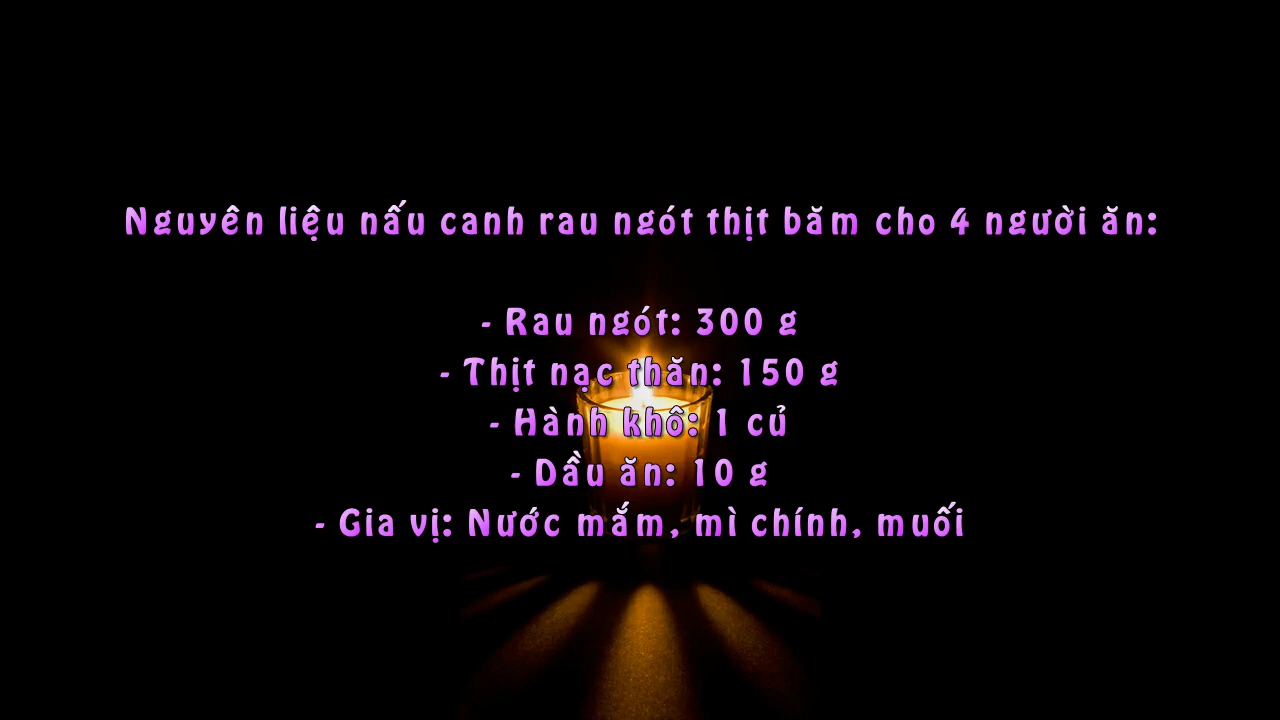 Nguyên liệu nấu canh rau ngót thịt băm cho 4 người ăn:
- Rau ngót: 300 g
- Thịt nạc thăn: 150 g
- Hành khô: 1 củ
- Dầu ăn: 10 g
- Gia vị: Nước mắm, mì chính, muối